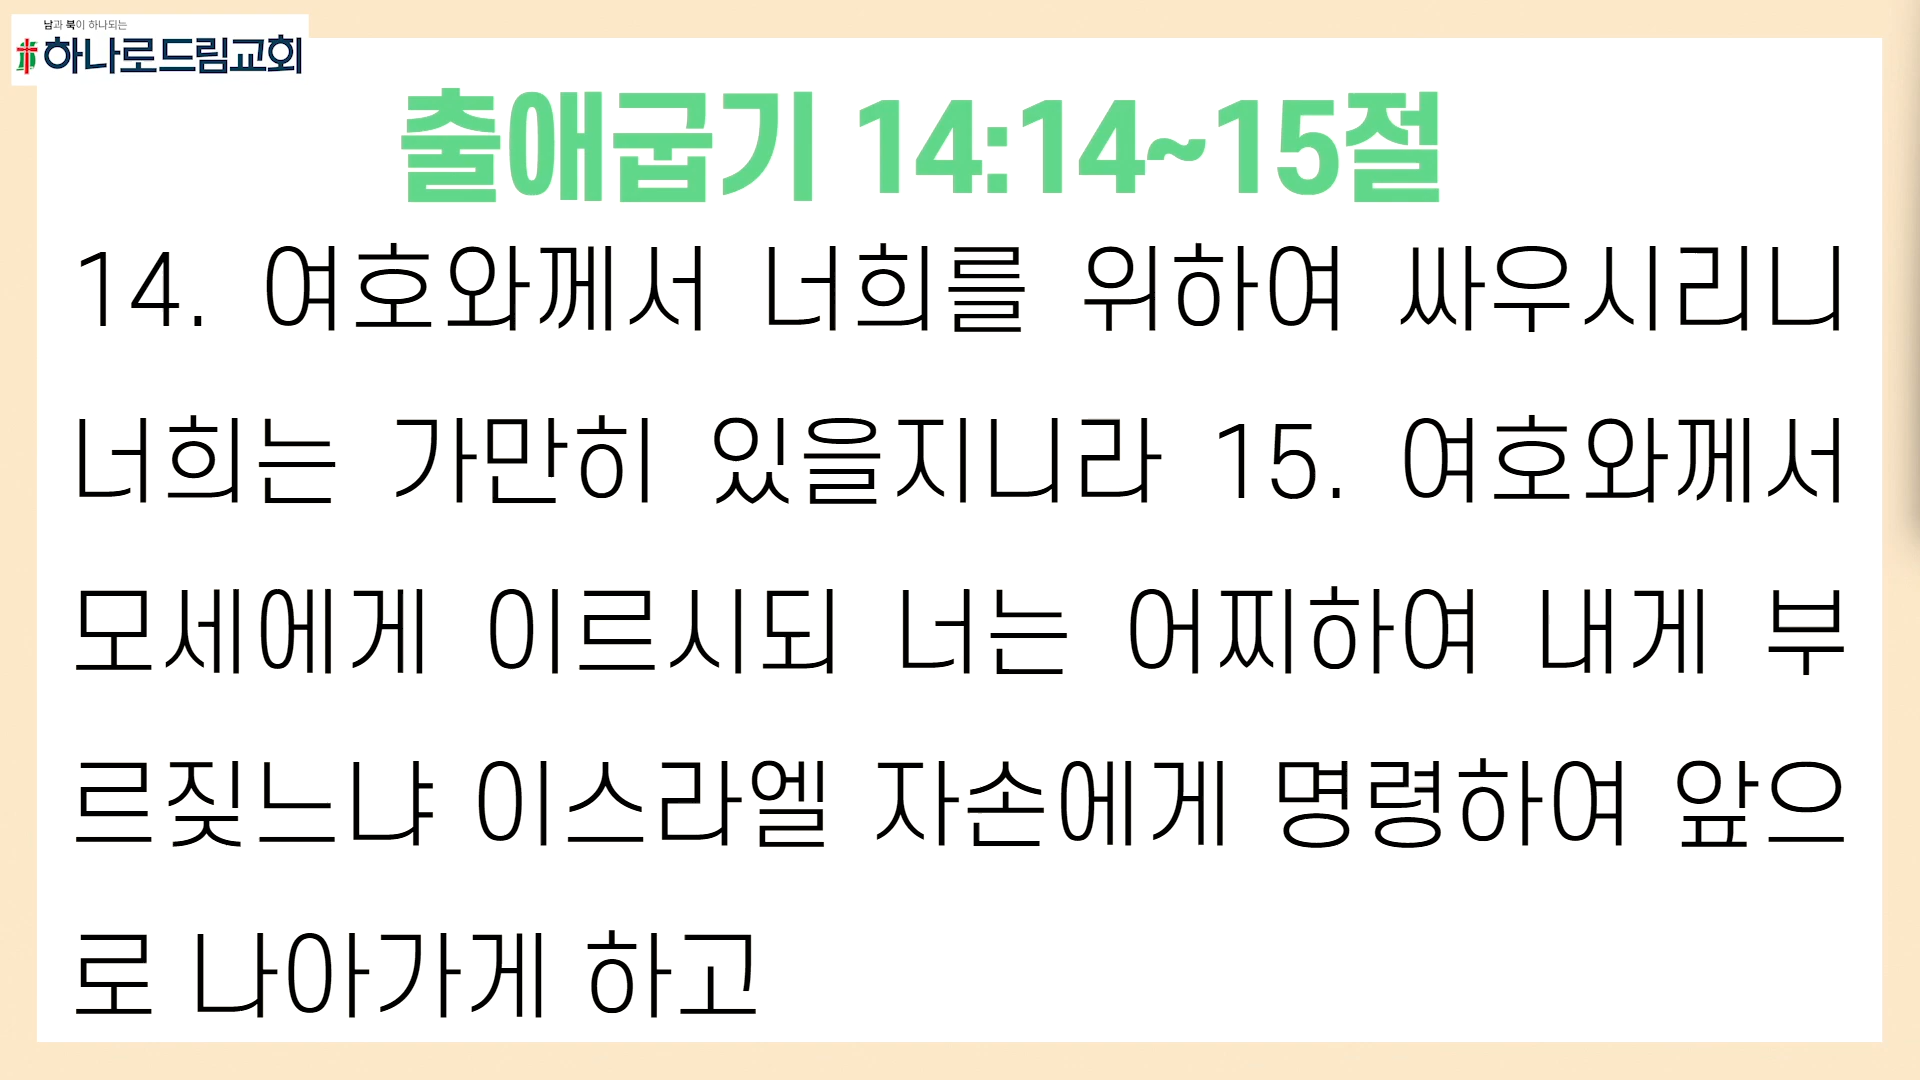 남과 북이 하나되는
하나로드림교회
출애굽기 14:14~15절
14. 여호와께서 너희를 위하여 싸우시리니
너희는 가만히 있을지니라 15. 여호와께서
모세에게 이르시되 너는 어찌하여 내게 부
르짖느냐 이스라엘 자손에게 명령하여 앞으
로 나아가게 하고